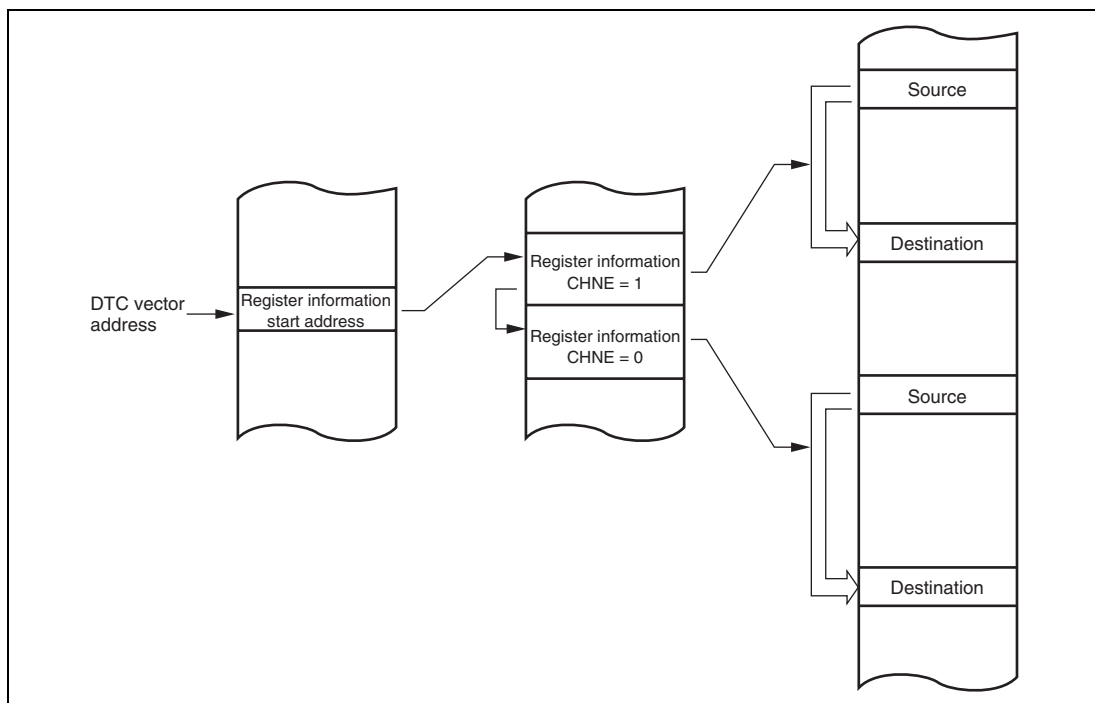 DTC vector
address
Register information
start address
Register information
CHNE = 1
Register information
CHNE = 0
Source
Destination
Source
Destination